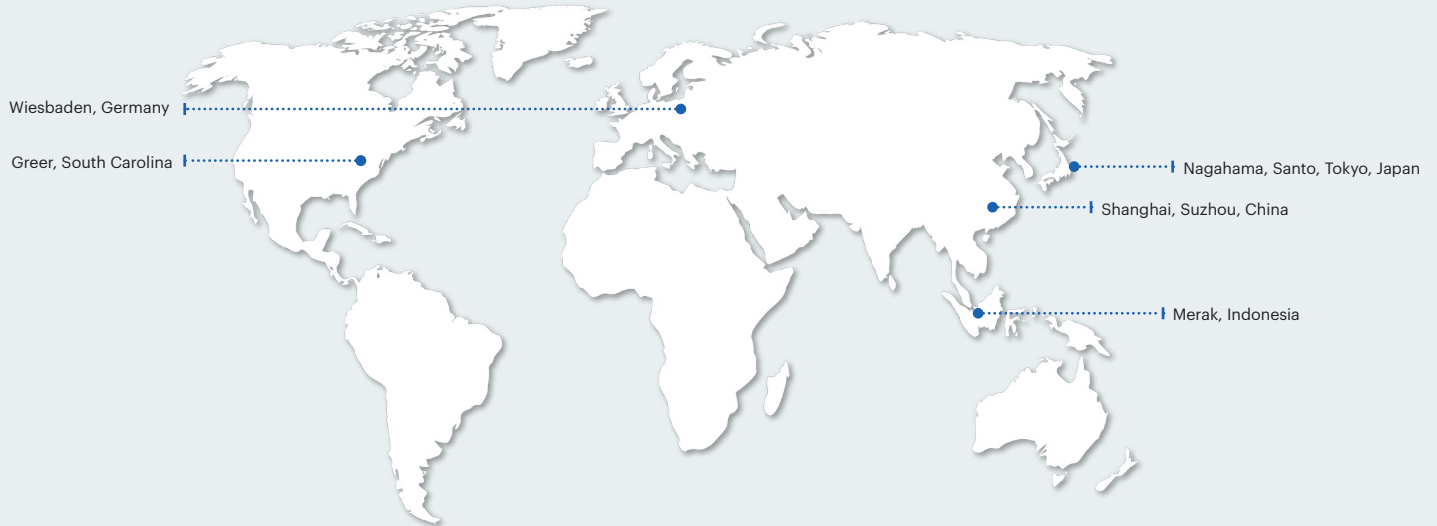 Wiesbaden, Germany
Greer, South Carolina
Nagahama, Santo, Tokyo, Japan
Shanghai, Suzhou, China
Merak, Indonesia